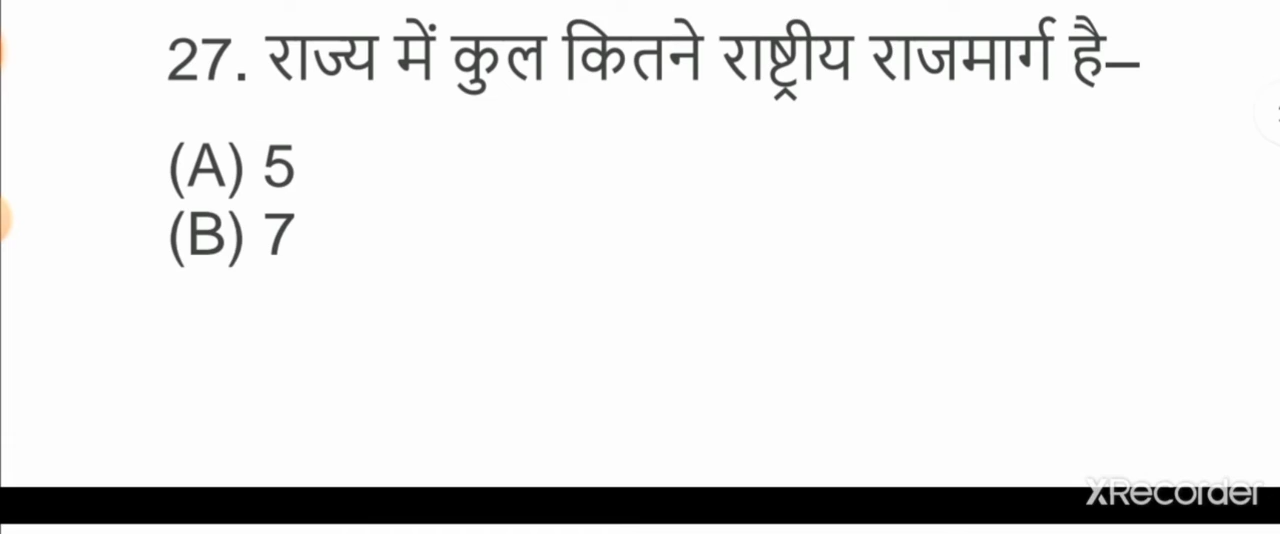 27. राज्य में कुल कितने राष्ट्रीय राजमार्ग है–
(A) 5
(B) 7
XRecorder